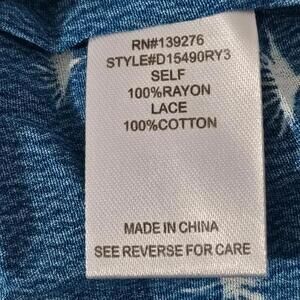 RN#139276
STYLE#D15490RY3
SELF
100%RAYON
LACE
100%COTTON
MADE IN CHINA
SEE REVERSE FOR CARE